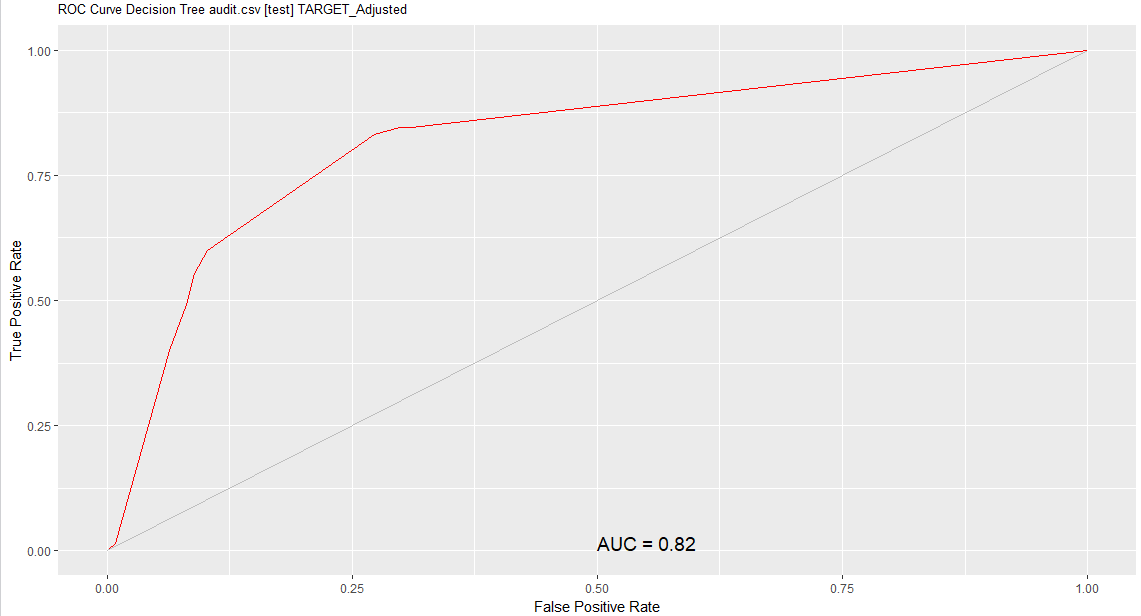 ROC Curve Decision Tree audit.csv [test] TARGET_Adjusted
1.00
0.75
0.50
0.25
0.00
True Positive Rate
AUC = 0.82
0.00 0.25 0.50 0.75 1.00
False Positive Rate